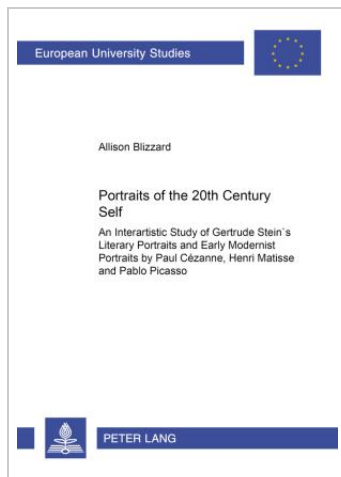 European University Studies
Allison Blizzard
Portraits of the 20th Century
Self
An Interartistic Study of Gertrude Stein`s
Literary Portraits and Early Modernist
Portraits by Paul Cézanne, Henri Matisse
and Pablo Picasso
PETER LANG